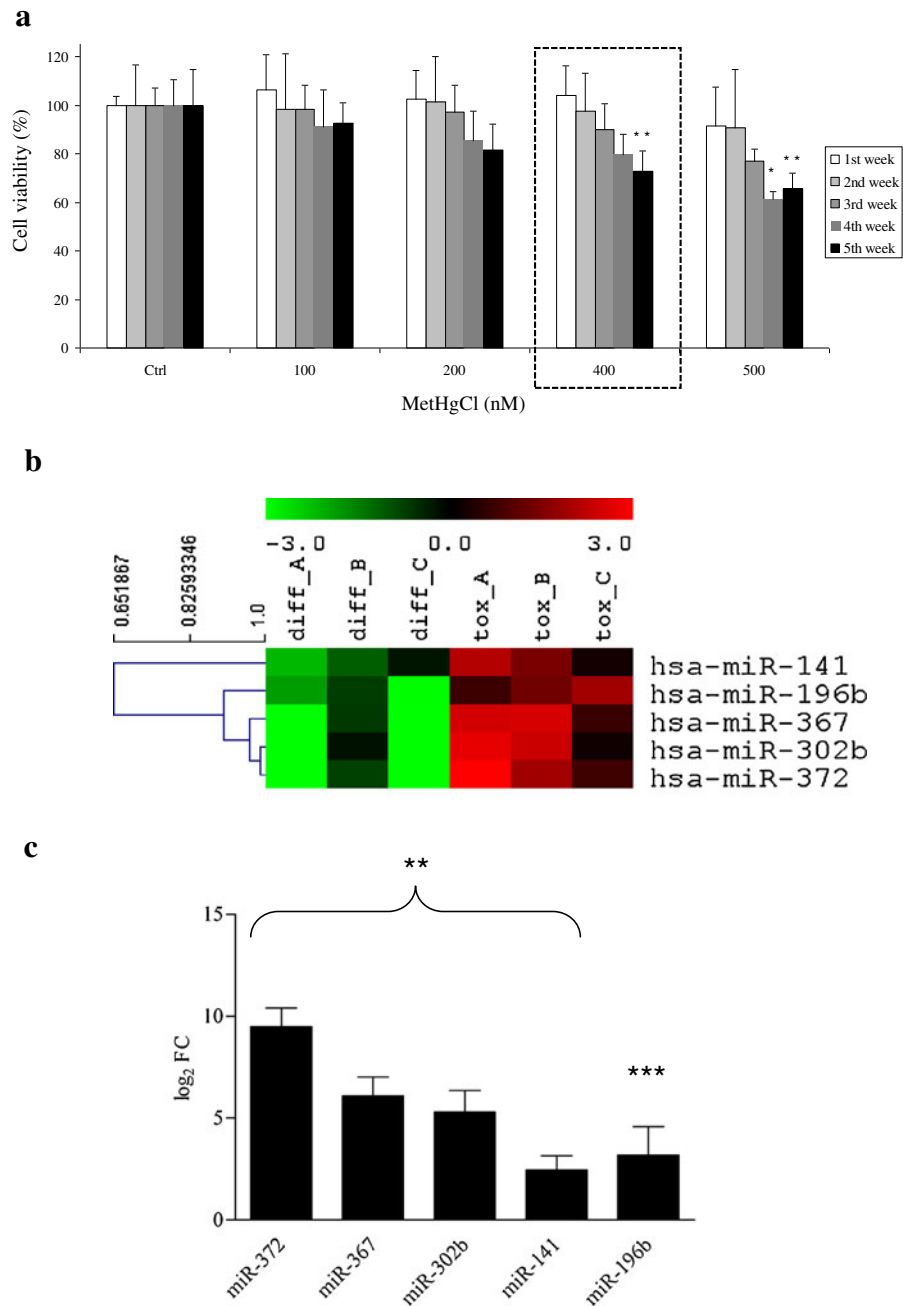 a
120
100
80
60
40
20
0
Cell viability (%)
* *
*
* *
1st week
2nd week
3rd week
4th week
5th week
Ctrl
100
200
400
500
MetHgCl (nM)
b
-3.0
0.0
3.0
0.651867
0.82593346
1.0
diff_A
diff_B
diff_C
tox_A
tox_B
tox_C
hsa-miR-141
hsa-miR-196b
hsa-miR-367
hsa-miR-302b
hsa-miR-372
c
**
15
10
5
0
log2 FC
***
miR-372
miR-367
miR-302b
miR-141
miR-196b